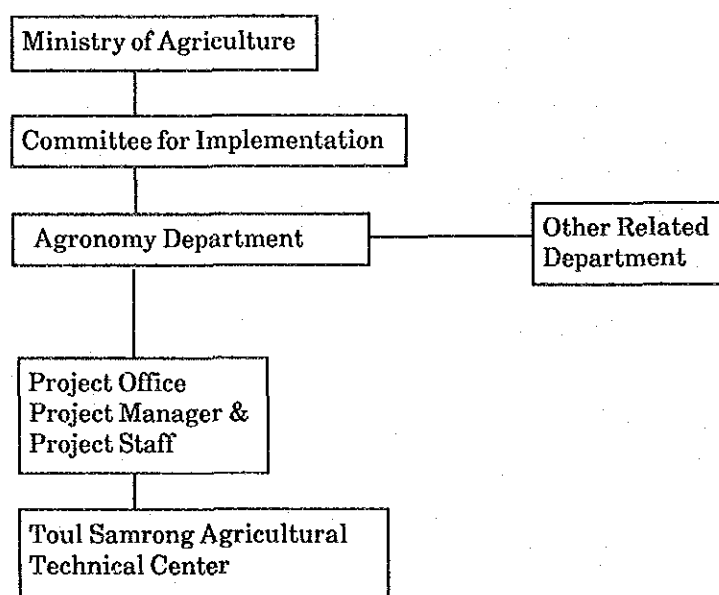 Ministry of Agriculture
Committee for Implementation
Agronomy Department
Other Related
Department
Project Office
Project Manager &
Project Staff
Toul Samrong Agricultural
Technical Center